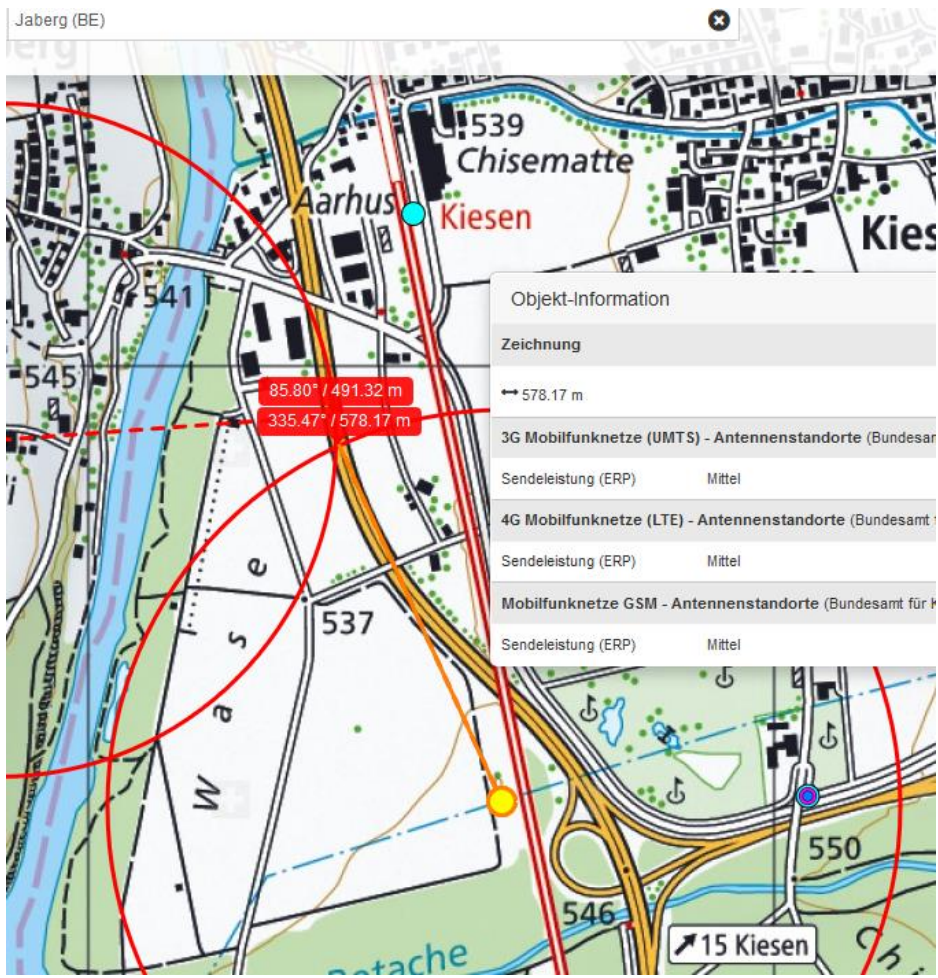 Jaberg (BE)
539
Chisematte
Aarhus
Kiesen
Kies
541
Objekt-Information
Zeichnung
545
85.80° / 491.32 m
578.17 m
335.47° / 578.17 m
3G Mobilfunknetze (UMTS) - Antennenstandorte (Bundesam
Sendeleistung (ERP) Mittel
4G Mobilfunknetze (LTE) - Antennenstandorte (Bundesamt f
Sendeleistung (ERP) Mittel
Mobilfunknetze GSM - Antennenstandorte (Bundesamt für K
Sendeleistung (ERP) Mittel
537
Wase
550
546
15 Kiesen